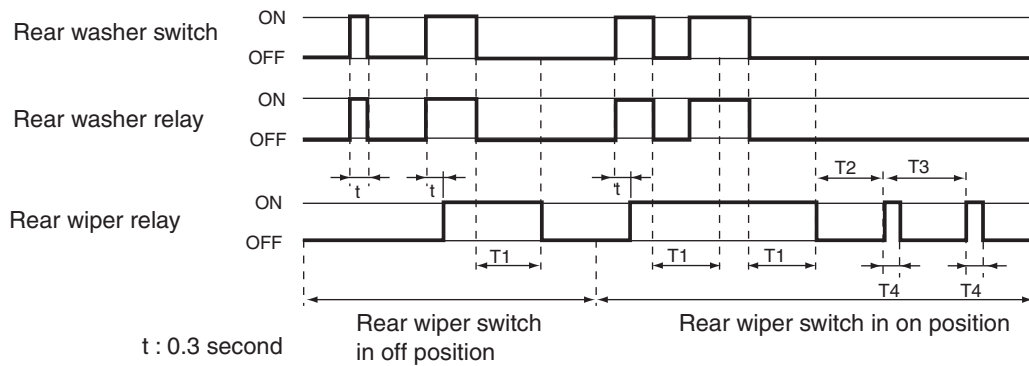 ON
Rear washer switch
OFF
ON
Rear washer relay
OFF
t t t T2 T3
ON
Rear wiper relay
OFF
T1 T1 T1
T4 T4
Rear wiper switch
in off position
Rear wiper switch in on position
t : 0.3 second